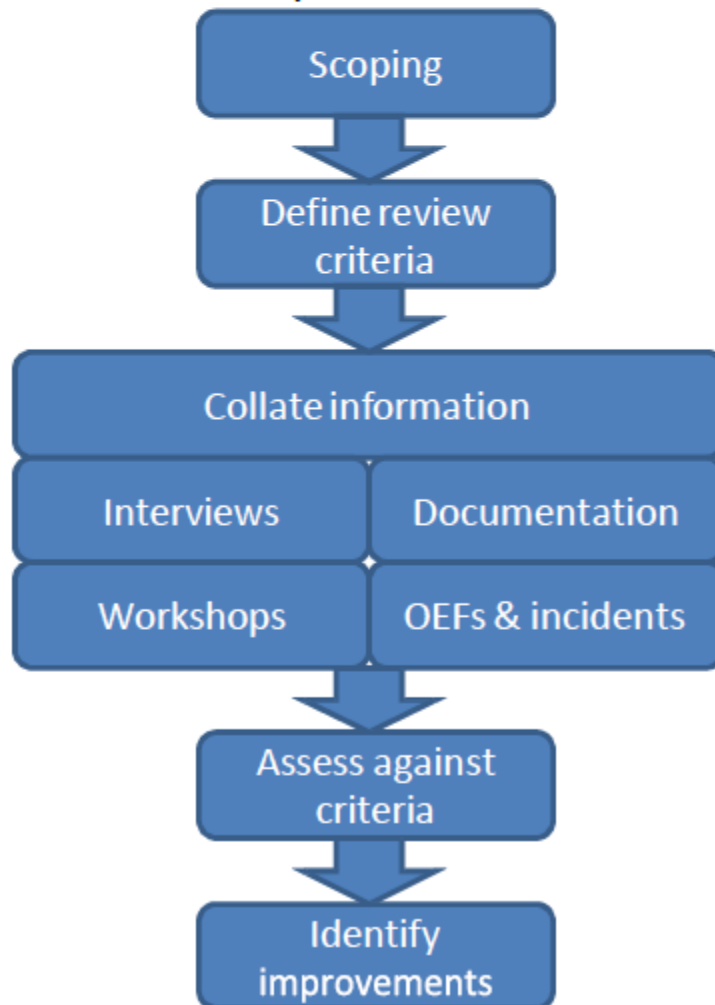 Scoping
Define review
criteria
Collate information
Interviews
Documentation
Workshops
OEFs & incidents
Assess against
criteria
Identify
improvements